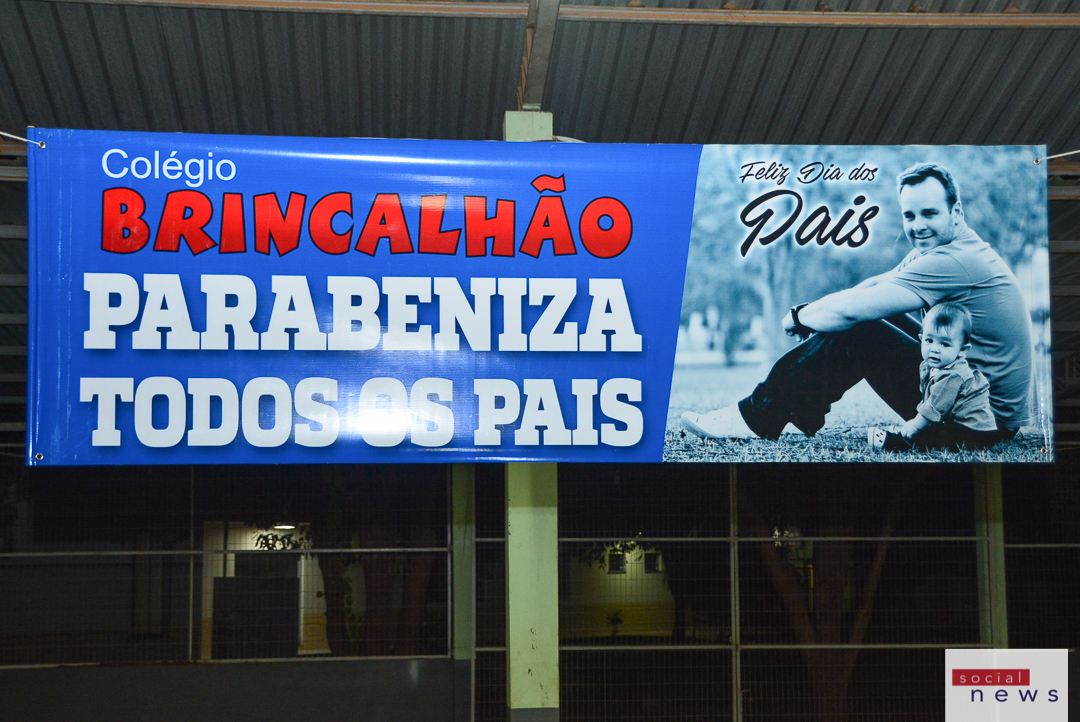 Colégio
BRINCALHÃO
PARABENIZA
TODOS OS PAIS
Feliz Dia dos
Pais
social
news